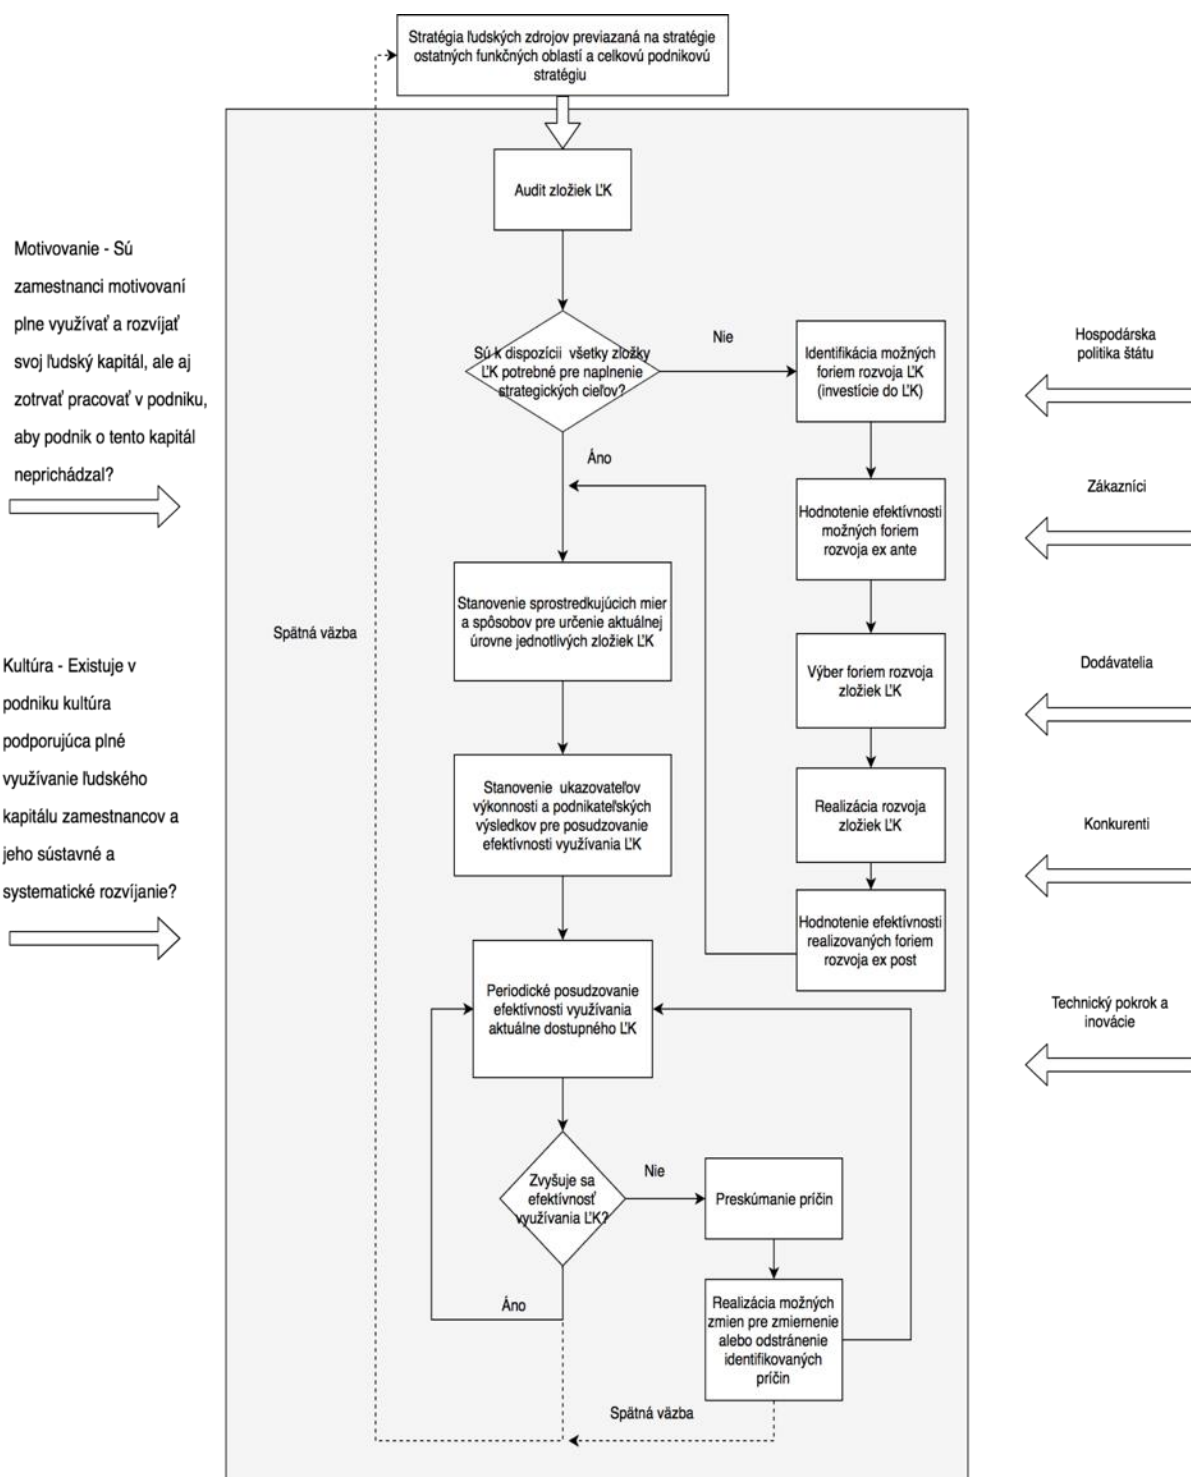 Stratégia ľudských zdrojov previazaná na stratégie
ostatných funkčných oblastí a celkovú podnikovú
stratégiu
Audit zložiek ĽK
Motivovanie - Sú
zamestnanci motivovaní
plne využívať a rozvíjať
svoj ľudský kapitál, ale aj
zotrvať pracovať v podniku,
aby podnik o tento kapitál
neprichádzal?
Sú k dispozícii všetky zložky
ĽK potrebné pre naplnenie
strategických cieľov?
Nie
Identifikácia možných
foriem rozvoja ĽK
(investície do ĽK)
Hospodárska
politika štátu
Áno
Hodnotenie efektívnosti
možných foriem
rozvoja ex ante
Zákazníci
Stanovenie sprostredkujúcich mier
a spôsobov pre určenie aktuálnej
úrovne jednotlivých zložiek ĽK
Spätná väzba
Výber foriem rozvoja
zložiek ĽK
Dodávatelia
Kultúra - Existuje v
podniku kultúra
podporujúca plné
využívanie ľudského
kapitálu zamestnancov a
jeho sústavné a
systematické rozvíjanie?
Stanovenie ukazovateľov
výkonnosti a podnikateľských
výsledkov pre posudzovanie
efektívnosti využívania ĽK
Realizácia rozvoja
zložiek ĽK
Konkurenti
Hodnotenie efektívnosti
realizovaných foriem
rozvoja ex post
Periodické posudzovanie
efektívnosti využívania
aktuálne dostupného ĽK
Technický pokrok a
inovácie
Zvyšuje sa
efektívnosť
využívania ĽK?
Nie
Preskúmanie príčin
Áno
Realizácia možných
zmien pre zmiernenie
alebo odstránenie
identifikovaných
príčin
Spätná väzba